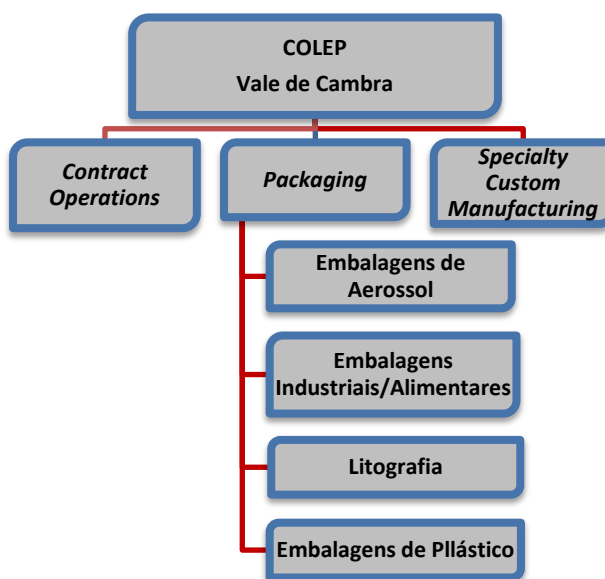 COLEP
Vale de Cambra
Contract
Operations
Packaging
Specialty
Custom
Manufacturing
Embalagens de
Aerossol
Embalagens
Industriais/Alimentares
Litografia
Embalagens de Pllástico